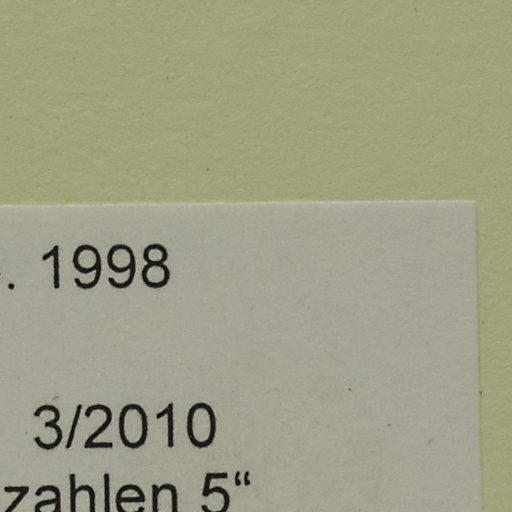 . 1998
3/2010
zahlen 5“